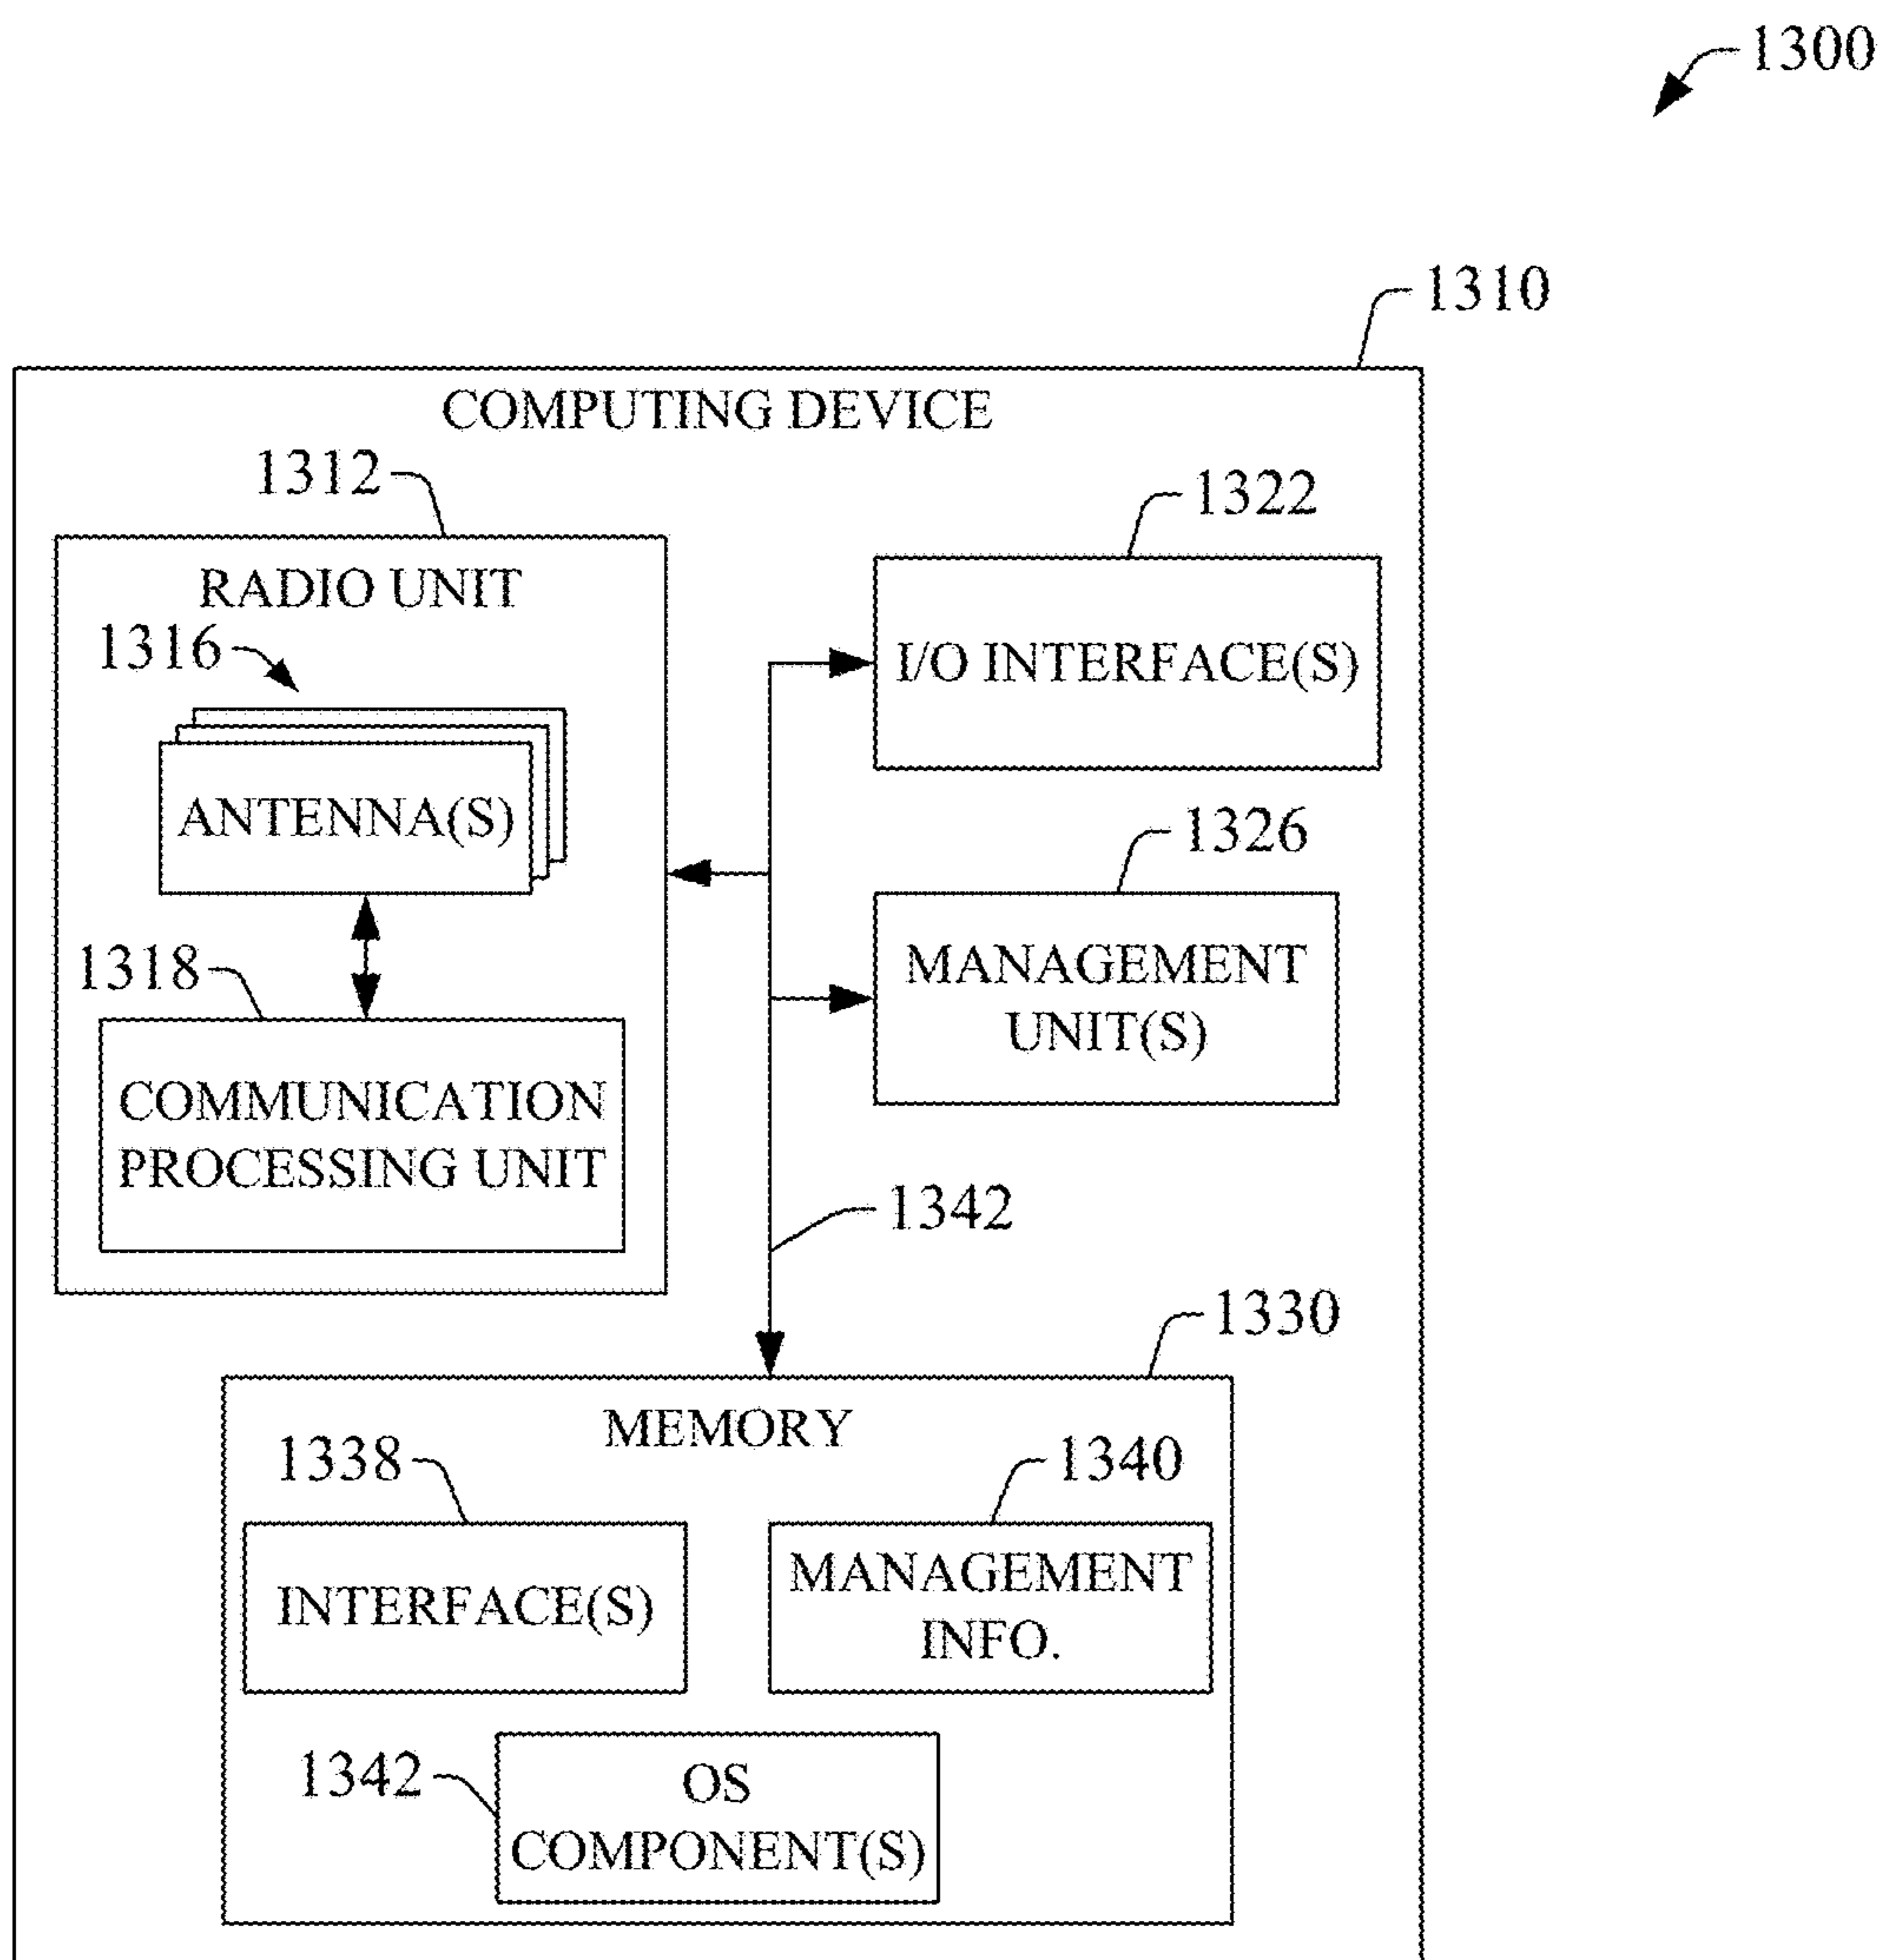 1300
1310
COMPUTING DEVICE
1312
1322
RADIO UNIT
1316
I/O INTERFACE(S)
ANTENNA(S)
1326
1318
MANAGEMENT
UNIT(S)
COMMUNICATION
PROCESSING UNIT
1342
1330
MEMORY
1338
1340
INTERFACE(S)
MANAGEMENT
INFO.
1342
OS
COMPONENT(S)